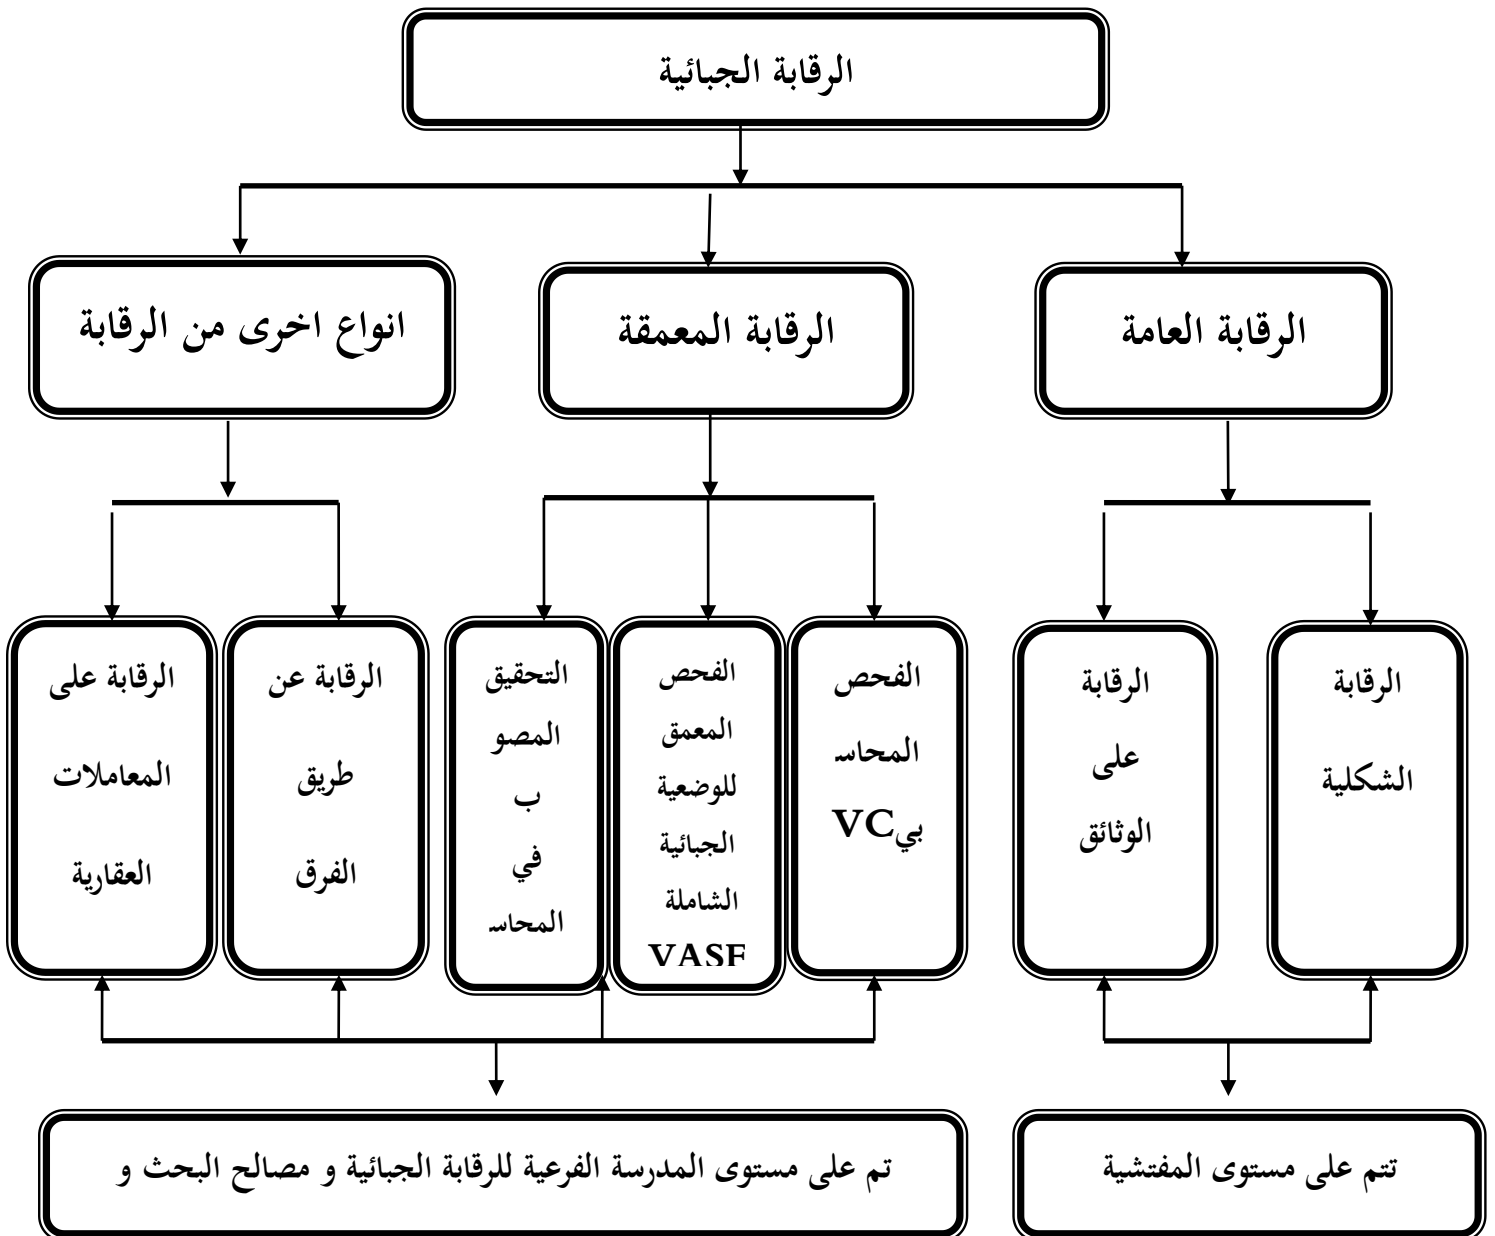 الرقابة الجبائية
الرقابة العامة
الرقابة المعمقة
انواع اخرى من الرقابة
الرقابة
الشكلية
الرقابة
على
الوثائق
الفحص
المحاس
بيVC
الفحص
المعمق
للوضعية
الجبائية
الشاملة
VASF
التحقيق
المصو
ب
في
المحاس
الرقابة عن
طريق
الفرق
الرقابة على
المعاملات
العقارية
تتم على مستوى المفتشية
تم على مستوى المدرسة الفرعية للرقابة الجبائية و مصالح البحث و